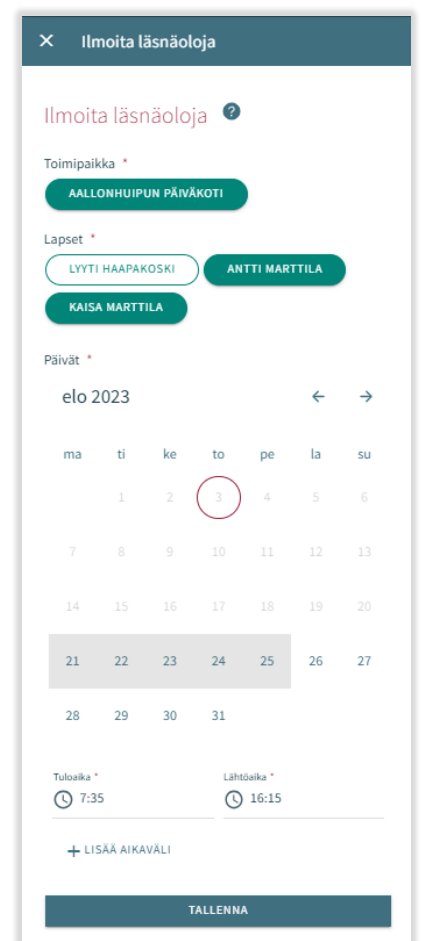 × Ilmoita läsnäoloja
Ilmoita läsnäoloja ?
Toimipaikka *
AALLONHUIPUN PÄIVÄKOTI
Lapset *
LYYTI HAAPAKOSKI ANTTI MARTTILA
KAISA MARTTILA
Päivät *
elo 2023 ← →
ma ti ke to pe la su
1 2 3 4 5 6
7 8 9 10 11 12 13
14 15 16 17 18 19 20
21 22 23 24 25 26 27
28 29 30 31
Tuloaika * Lähtöaika *
7:35 16:15
+ LISÄÄ AIKAVÄLI
TALLENNA